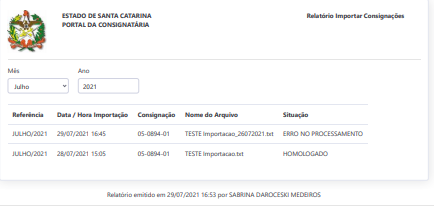 ESTADO DE SANTA CATARINA
PORTAL DA CONSIGNATÁRIA
Relatório Importar Consignações
Mês Ano
Julho 2021
Referência Data / Hora Importação Consignação Nome do Arquivo Situação
JULHO/2021 29/07/2021 16:45 05-0894-01 TESTE Importacao_26072021.txt ERRO NO PROCESSAMENTO
JULHO/2021 28/07/2021 15:05 05-0894-01 TESTE Importacao.txt HOMOLOGADO
Relatório emitido em 29/07/2021 16:53 por SABRINA DAROCESKI MEDEIROS